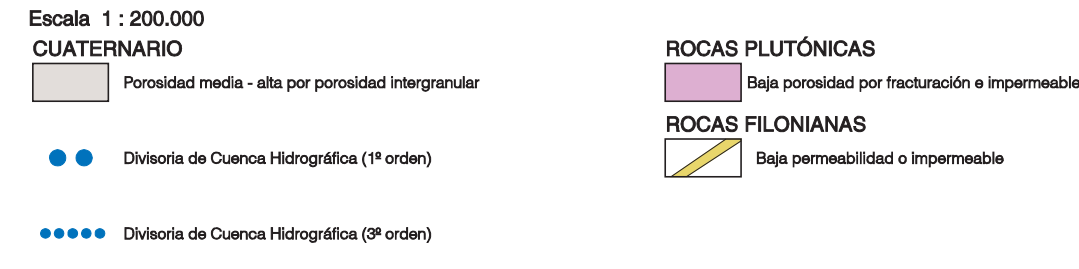 Escala 1 : 200.000
CUATERNARIO
Porosidad media - alta por porosidad intergranular
Divisoria de Cuenca Hidrográfica (1º orden)
Divisoria de Cuenca Hidrográfica (3º orden)
ROCAS PLUTÓNICAS
Baja porosidad por fracturación e impermeable
ROCAS FILONIANAS
Baja permeabilidad o impermeable